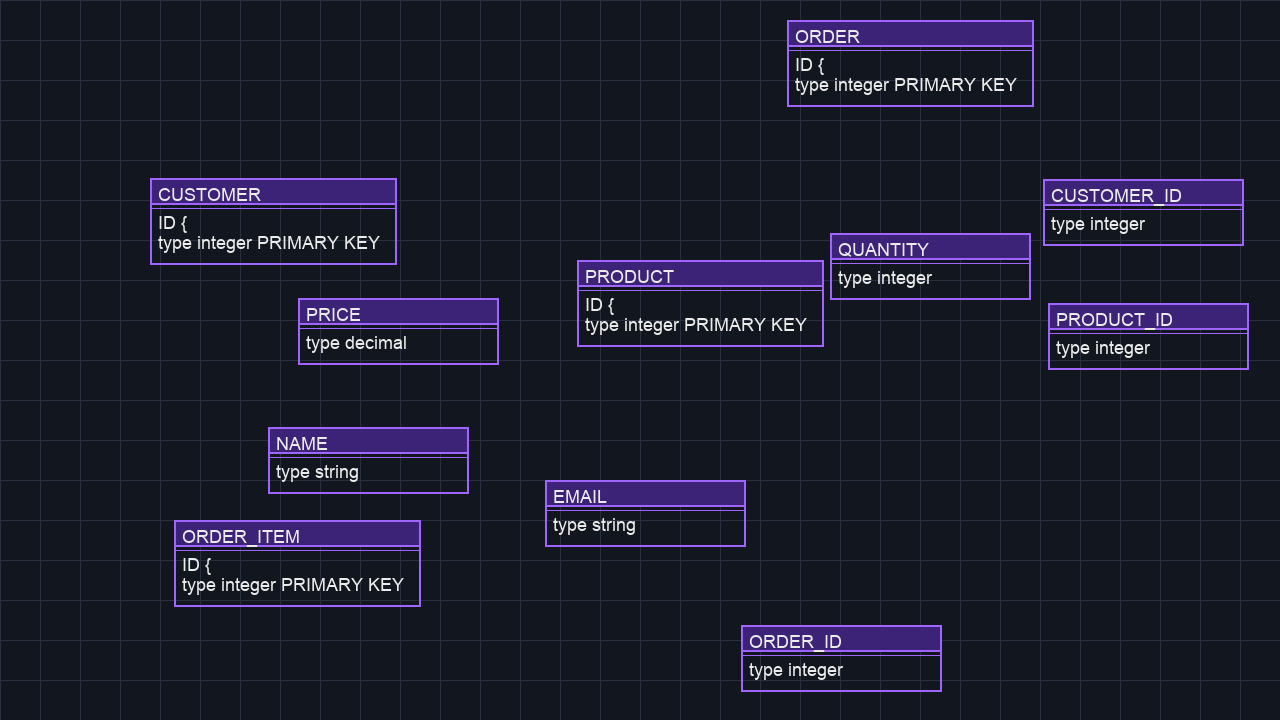 ORDER
ID {
type integer PRIMARY KEY
CUSTOMER
ID {
type integer PRIMARY KEY
CUSTOMER_ID
type integer
QUANTITY
type integer
PRODUCT
ID {
type integer PRIMARY KEY
PRICE
type decimal
PRODUCT_ID
type integer
NAME
type string
EMAIL
type string
ORDER_ITEM
ID {
type integer PRIMARY KEY
ORDER_ID
type integer